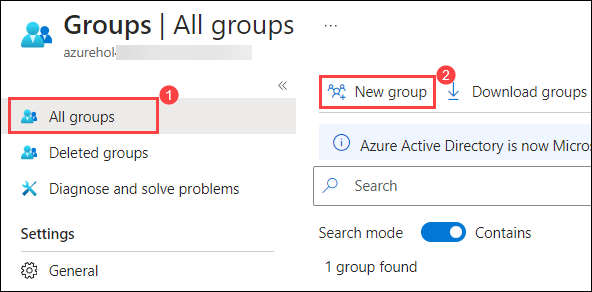 Groups | All groups
...
azurehol
«
1
All groups
Deleted groups
Diagnose and solve problems
Settings
General
2
New group
Download groups
Azure Active Directory is now Micros
Search
Search mode
Contains
1 group found